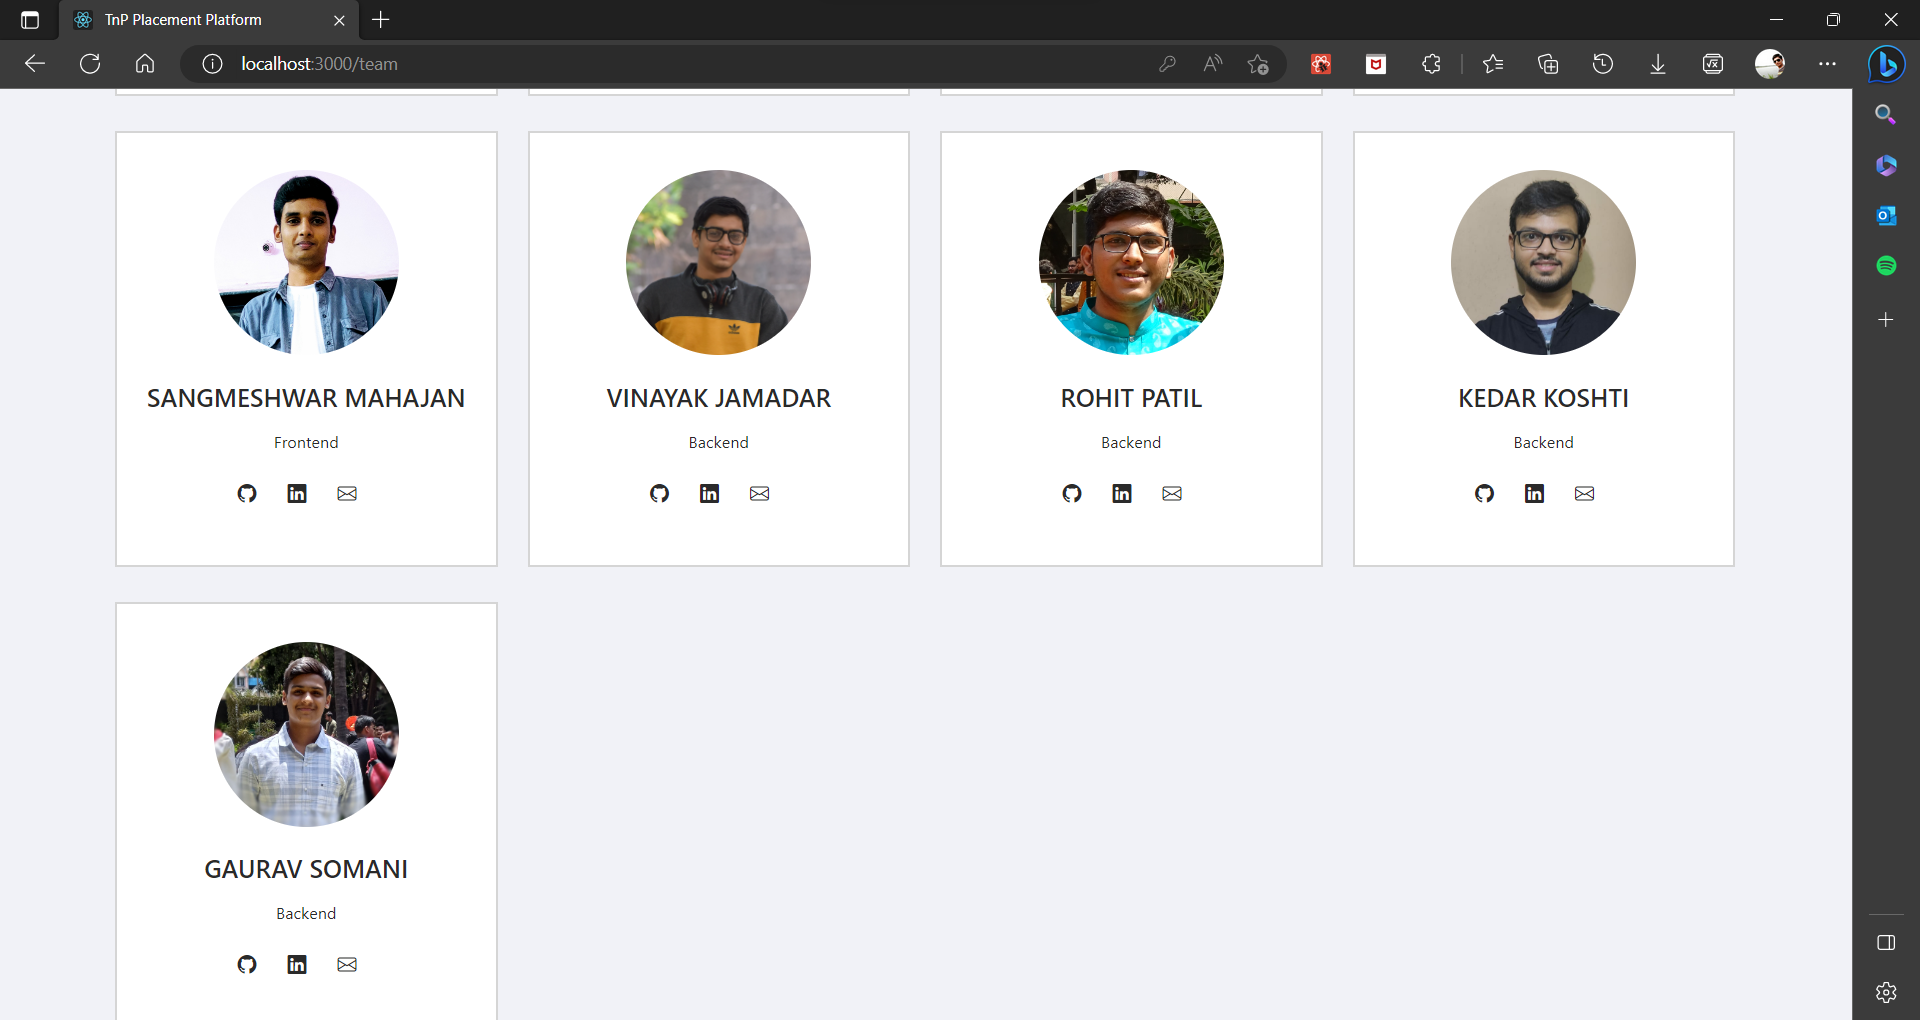 TnP Placement Platform
localhost:3000/team
SANGMESHWAR MAHAJAN
Frontend
VINAYAK JAMADAR
Backend
ROHIT PATIL
Backend
KEDAR KOSHTI
Backend
GAURAV SOMANI
Backend